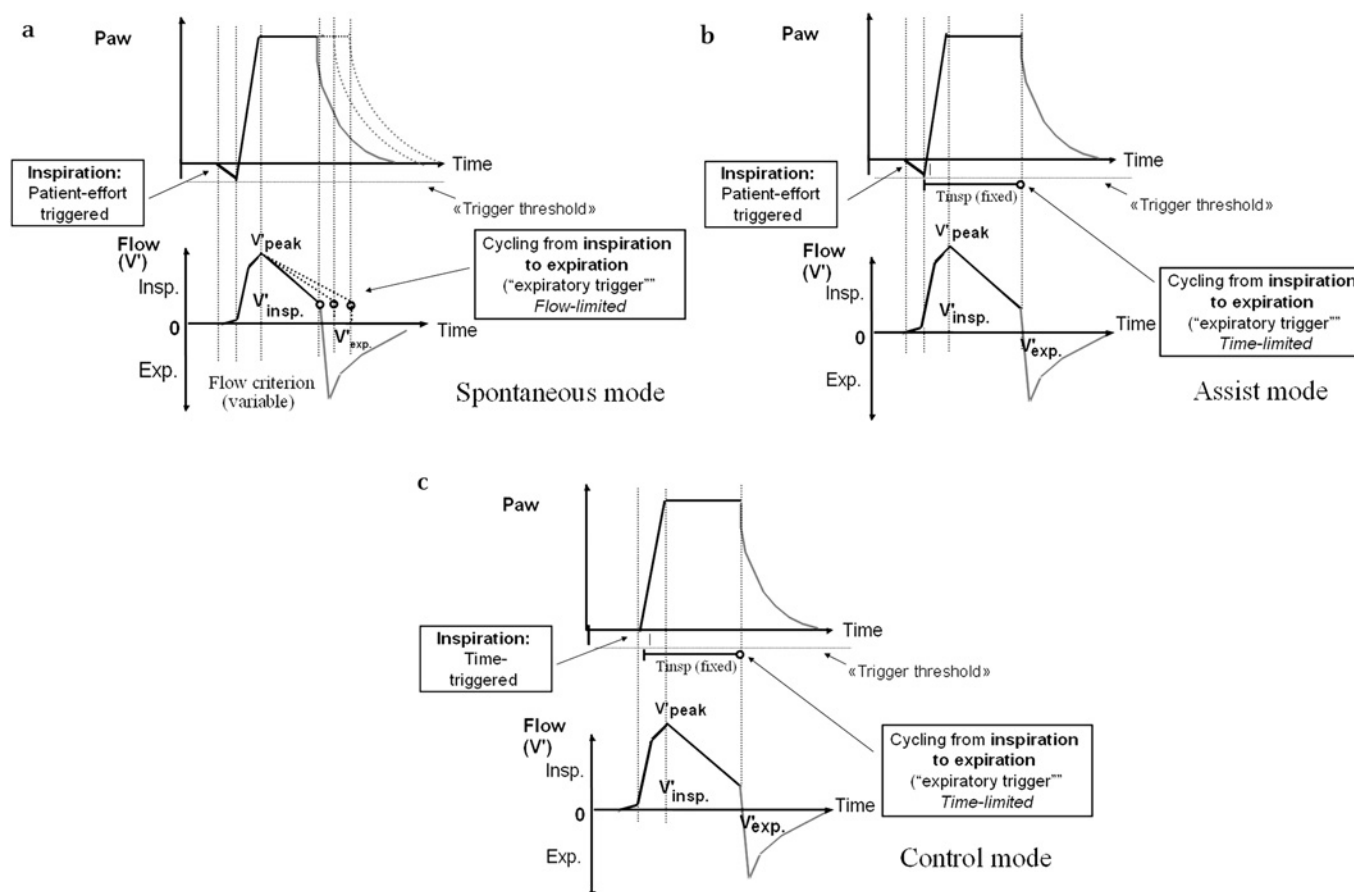 a
Paw
Time
Inspiration:
Patient-effort
triggered
«Trigger threshold»
Flow
(V')
V'peak
Insp.
V'insp.
Cycling from inspiration
to expiration
("expiratory trigger""
Flow-limited
0
Time
V'exp.
Exp.
Flow criterion
(variable)
Spontaneous mode
b
Paw
Time
Inspiration:
Patient-effort
triggered
Tinsp (fixed)
«Trigger threshold»
Flow
(V')
V'peak
Insp.
V'insp.
Cycling from inspiration
to expiration
("expiratory trigger""
Time-limited
0
Time
V'exp.
Exp.
Assist mode
c
Paw
Time
Inspiration:
Time-
triggered
Tinsp (fixed)
«Trigger threshold»
Flow
(V')
V'peak
Insp.
V'insp.
Cycling from inspiration
to expiration
("expiratory trigger""
Time-limited
0
Time
V'exp.
Exp.
Control mode